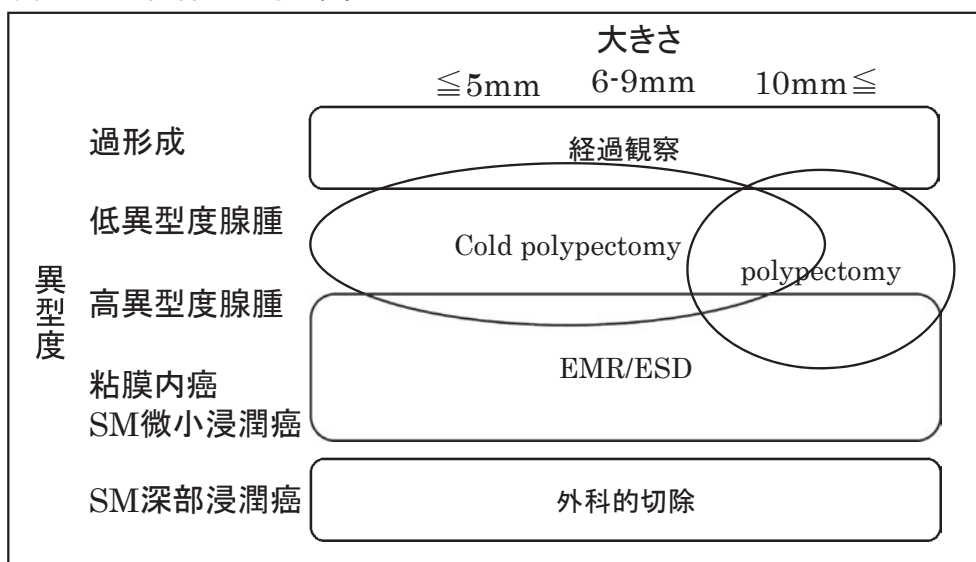 大きさ
≦5mm 6-9mm 10mm≦
過形成
経過観察
低異型度腺腫
Cold polypectomy
polypectomy
異型度
高異型度腺腫
EMR/ESD
粘膜内癌
SM微小浸潤癌
SM深部浸潤癌
外科的切除